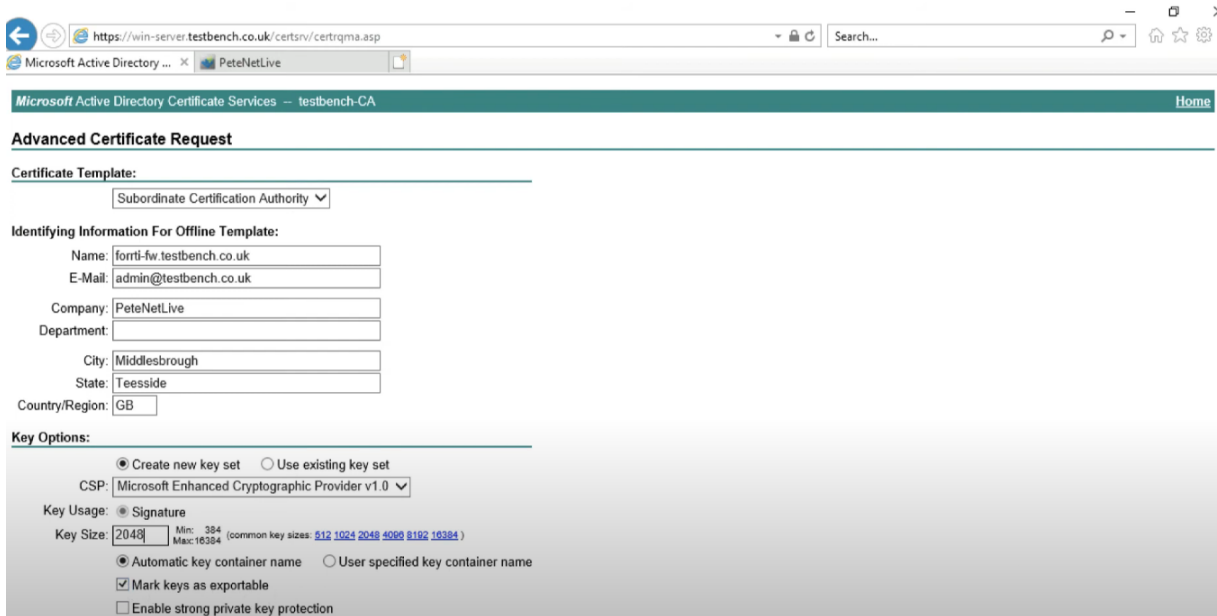 https://win-server.testbench.co.uk/certsrv/certrqma.asp
Search...
Microsoft Active Directory ...
PeteNetLive
Microsoft Active Directory Certificate Services -- testbench-CA
Home
Advanced Certificate Request
Certificate Template:
Subordinate Certification Authority
Identifying Information For Offline Template:
Name: forrti-fw.testbench.co.uk
E-Mail: admin@testbench.co.uk
Company: PeteNetLive
Department:
City: Middlesbrough
State: Teesside
Country/Region: GB
Key Options:
Create new key set Use existing key set
CSP: Microsoft Enhanced Cryptographic Provider v1.0
Key Usage: Signature
Key Size: 2048 Min: 384 (common key sizes: 512 1024 2048 4096 8192 16384 )
Max:16384
Automatic key container name User specified key container name
Mark keys as exportable
Enable strong private key protection